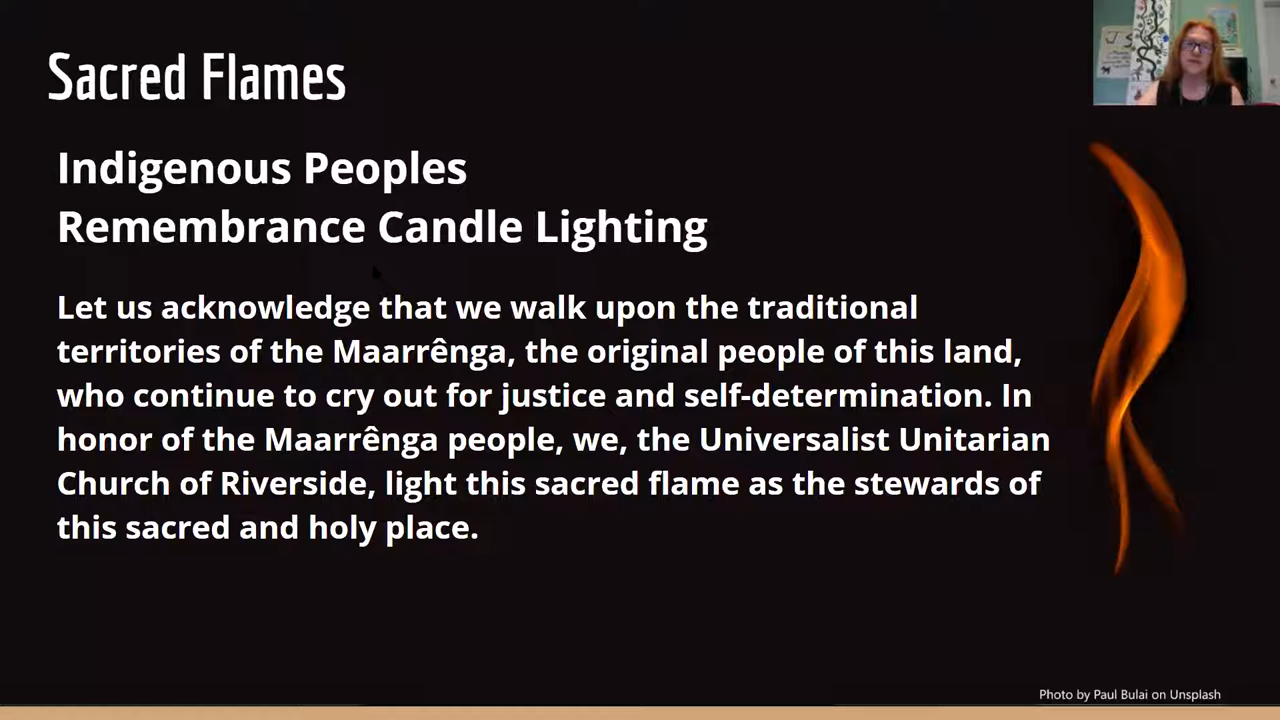 Sacred Flames
Indigenous Peoples
Remembrance Candle Lighting
Let us acknowledge that we walk upon the traditional
territories of the Maarrênga, the original people of this land,
who continue to cry out for justice and self-determination. In
honor of the Maarrênga people, we, the Universalist Unitarian
Church of Riverside, light this sacred flame as the stewards of
this sacred and holy place.
Photo by Paul Bulai on Unsplash